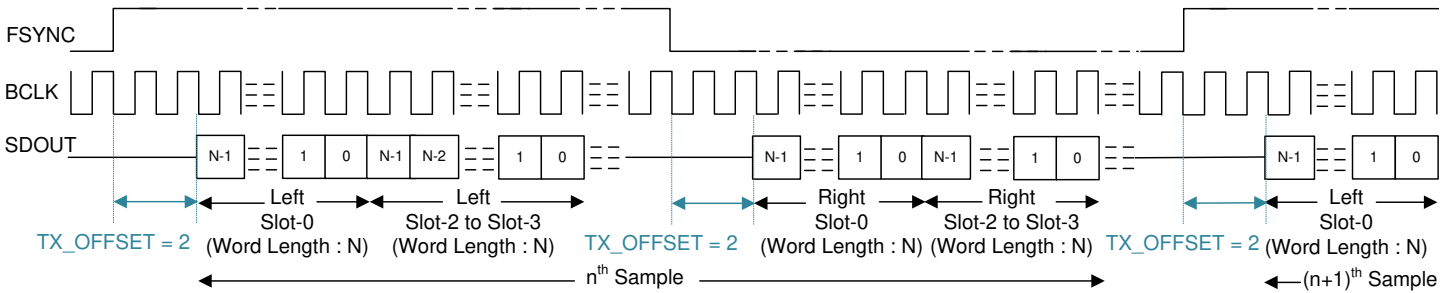 FSYNC
BCLK
SDOUT
N-1 1 0 N-1 N-2 1 0 N-1 1 0 N-1 1 0 N-1 1 0
Left Left Right Right Left
Slot-0 Slot-2 to Slot-3 Slot-0 Slot-2 to Slot-3 Slot-0
TX_OFFSET = 2 (Word Length : N) (Word Length : N) TX_OFFSET = 2 (Word Length : N) (Word Length : N) TX_OFFSET = 2 (Word Length : N)
nth Sample (n+1)th Sample